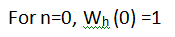 For n=0, Wh (0) =1